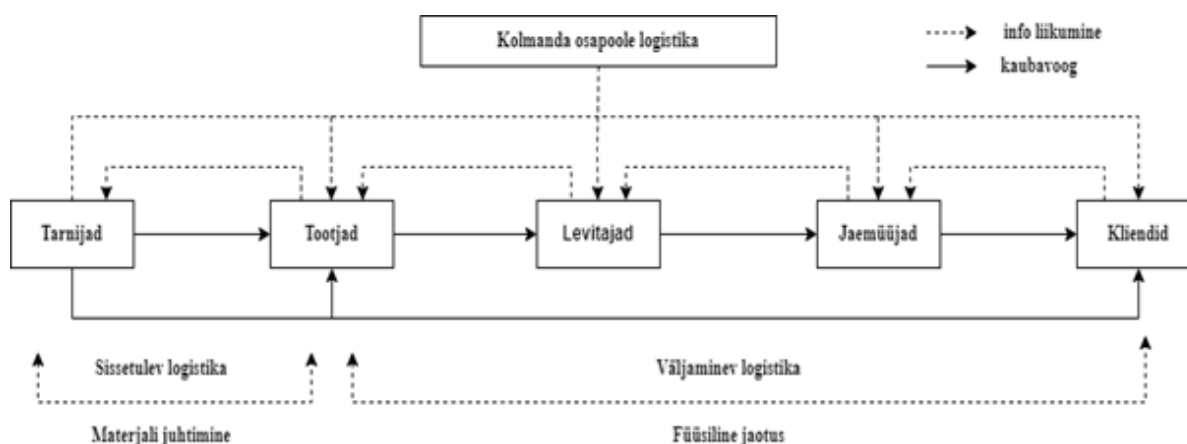 Kolmanda osapoole logistika
info liikumine
kaubavoog
Tarnijad
Tootjad
Levitajad
Jaemüüjad
Kliendid
Sissetulev logistika
Väljaminev logistika
Materjali juhtimine
Füüsiline jaotus